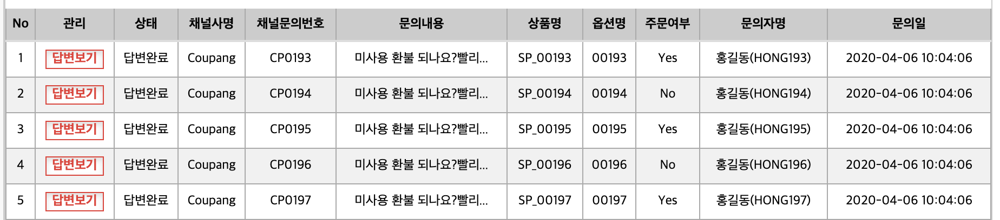 No 관리 상태 채널사명 채널문의번호 문의내용 상품명 옵션명 주문여부 문의자명 문의일
1 답변보기 답변완료 Coupang CP0193 미사용 환불 되나요?빨리... SP_00193 00193 Yes 홍길동(HONG193) 2020-04-06 10:04:06
2 답변보기 답변완료 Coupang CP0194 미사용 환불 되나요?빨리... SP_00194 00194 No 홍길동(HONG194) 2020-04-06 10:04:06
3 답변보기 답변완료 Coupang CP0195 미사용 환불 되나요?빨리... SP_00195 00195 Yes 홍길동(HONG195) 2020-04-06 10:04:06
4 답변보기 답변완료 Coupang CP0196 미사용 환불 되나요?빨리... SP_00196 00196 No 홍길동(HONG196) 2020-04-06 10:04:06
5 답변보기 답변완료 Coupang CP0197 미사용 환불 되나요?빨리... SP_00197 00197 Yes 홍길동(HONG197) 2020-04-06 10:04:06